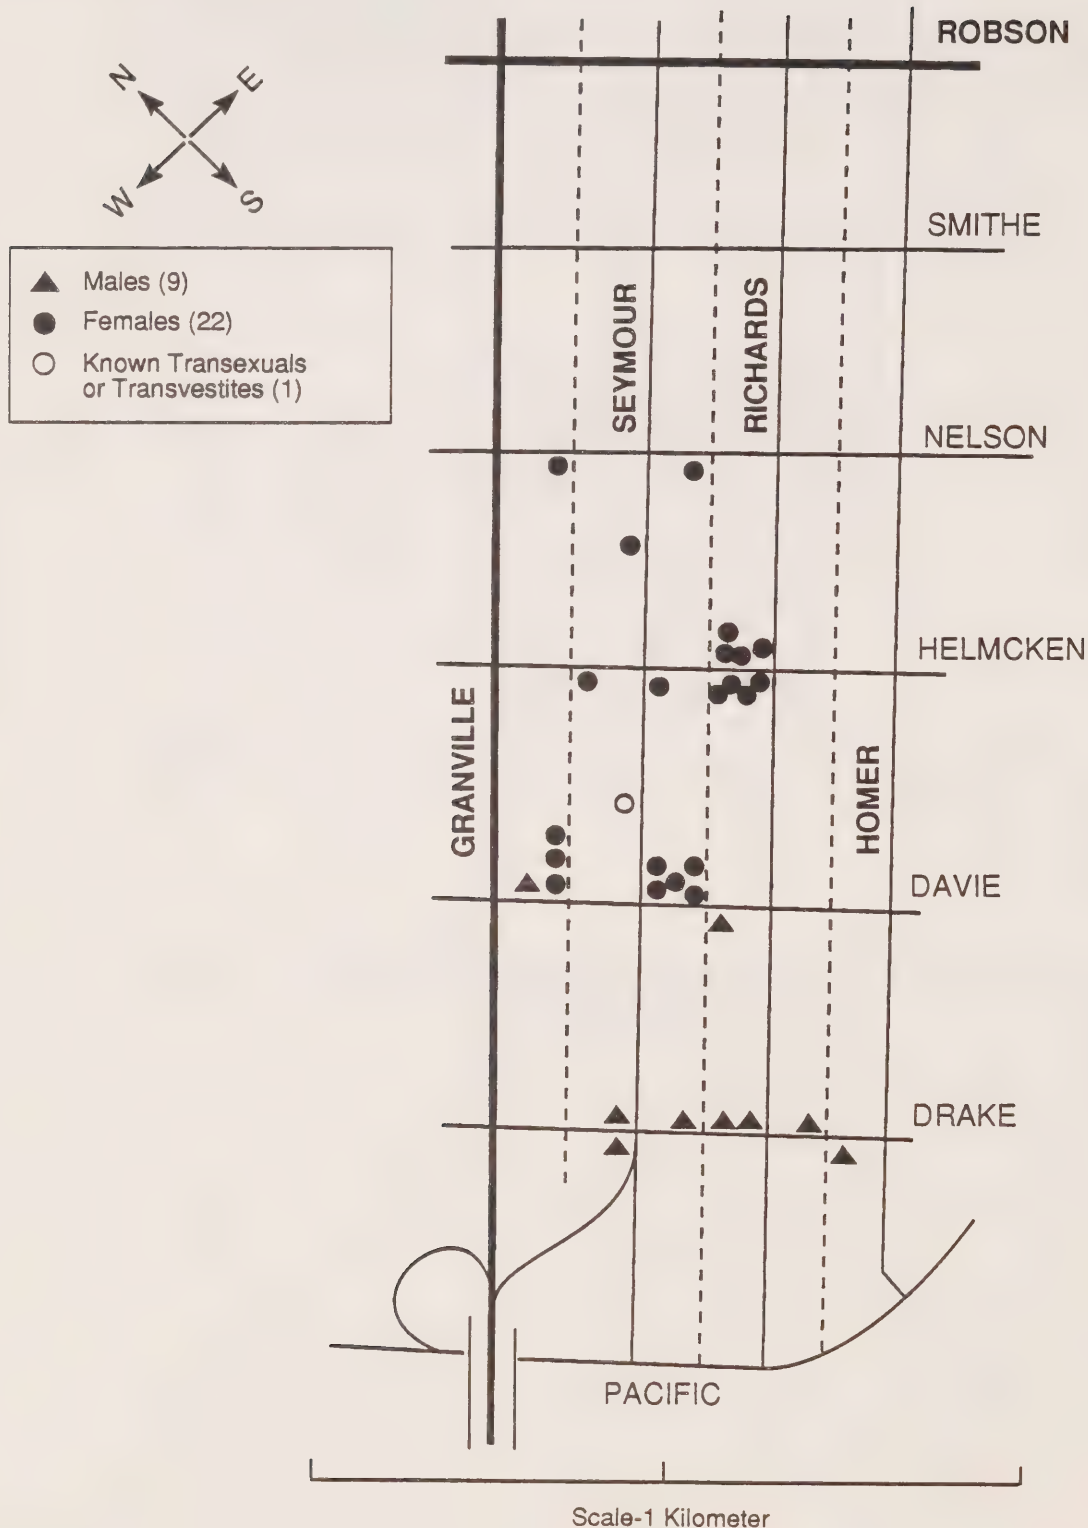 ROBSON
N
E
W
S
SMITHE
Males (9)
Females (22)
Known Transexuals
or Transvestites (1)
SEYMOUR
RICHARDS
NELSON
HELMCKEN
GRANVILLE
HOMER
DAVIE
DRAKE
PACIFIC
Scale-1 Kilometer